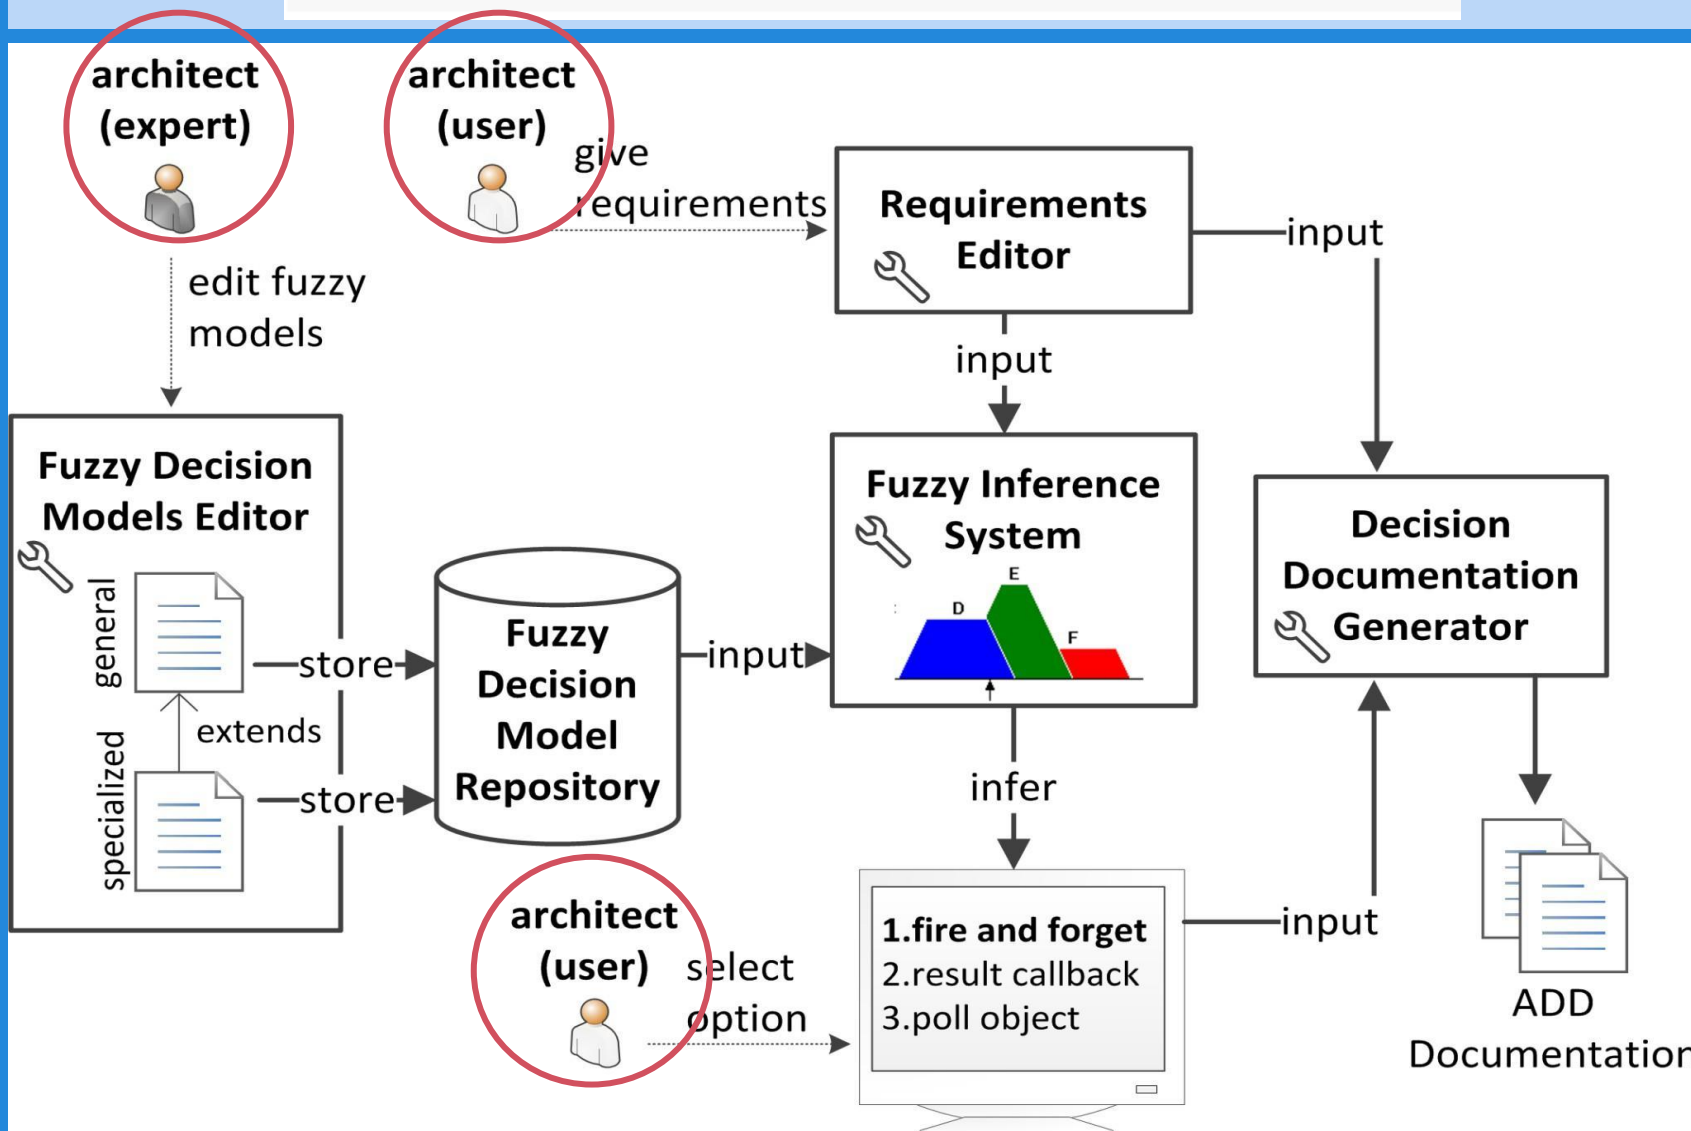 architect
(expert)
architect
(user)
give
requirements
Requirements
Editor
input
edit fuzzy
models
input
Fuzzy Decision
Models Editor
general
extends
specialized
store
store
Fuzzy
Decision
Model
Repository
input
Fuzzy Inference
System
D
E
F
Decision
Documentation
Generator
infer
architect
(user)
select
option
1.fire and forget
2.result callback
3.poll object
input
ADD
Documentation